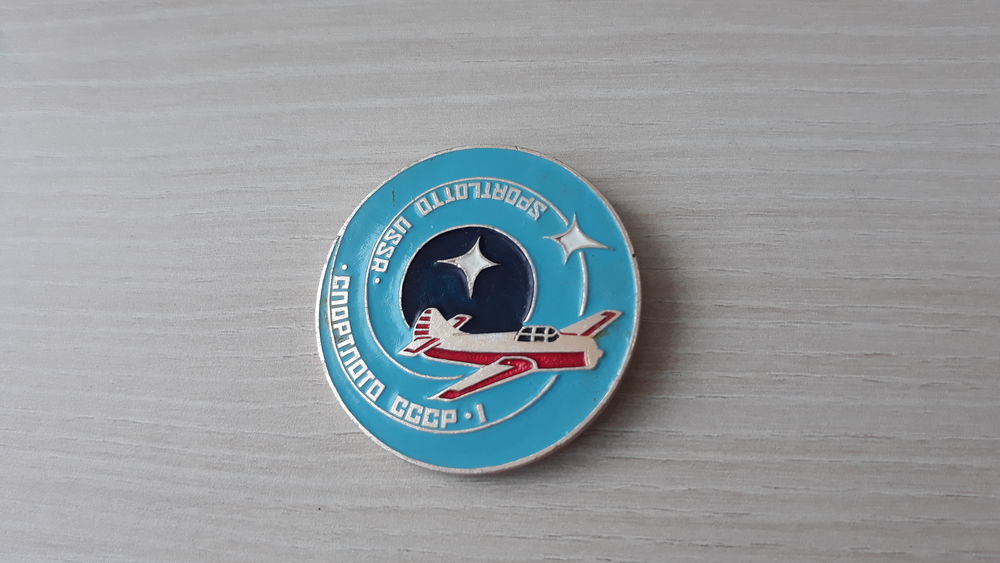 SPORTLOTTO USSR ·
· СПОРТЛОТО СССР · 1